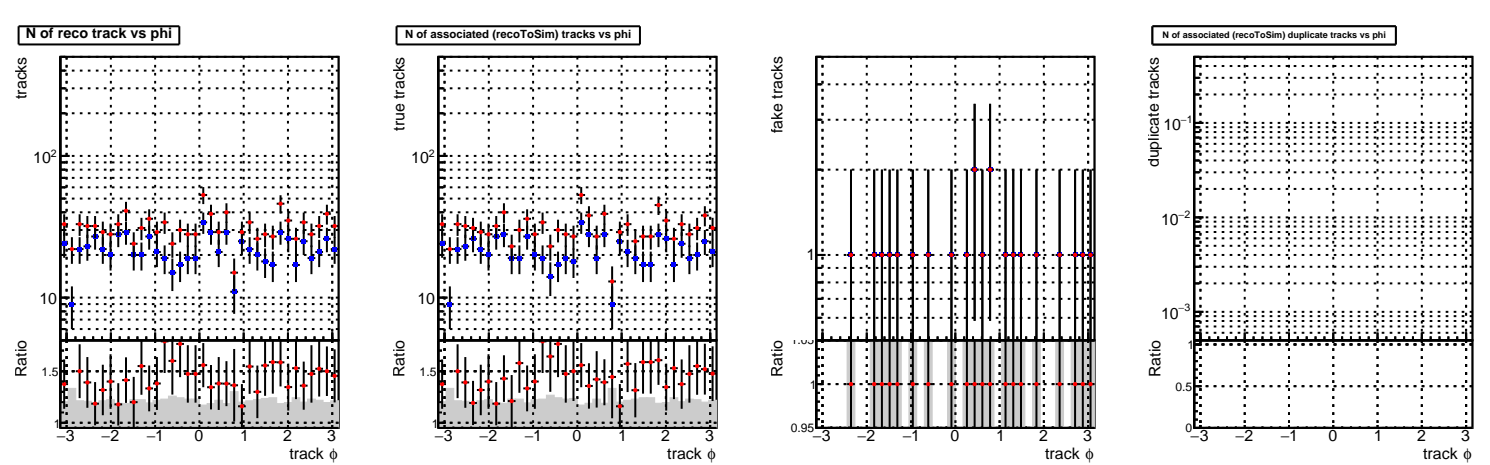 N of reco track vs phi
tracks
10²
10
Ratio
1.5
1
−3 −2 −1 0 1 2 3
track ϕ
N of associated (recoToSim) tracks vs phi
true tracks
10²
10
Ratio
1.5
1
−3 −2 −1 0 1 2 3
track ϕ
fake tracks
1
Ratio
1.05
1
0.95
−3 −2 −1 0 1 2 3
track ϕ
N of associated (recoToSim) duplicate tracks vs phi
duplicate tracks
10⁻¹
10⁻²
10⁻³
Ratio
1
0.5
0
−3 −2 −1 0 1 2 3
track ϕ